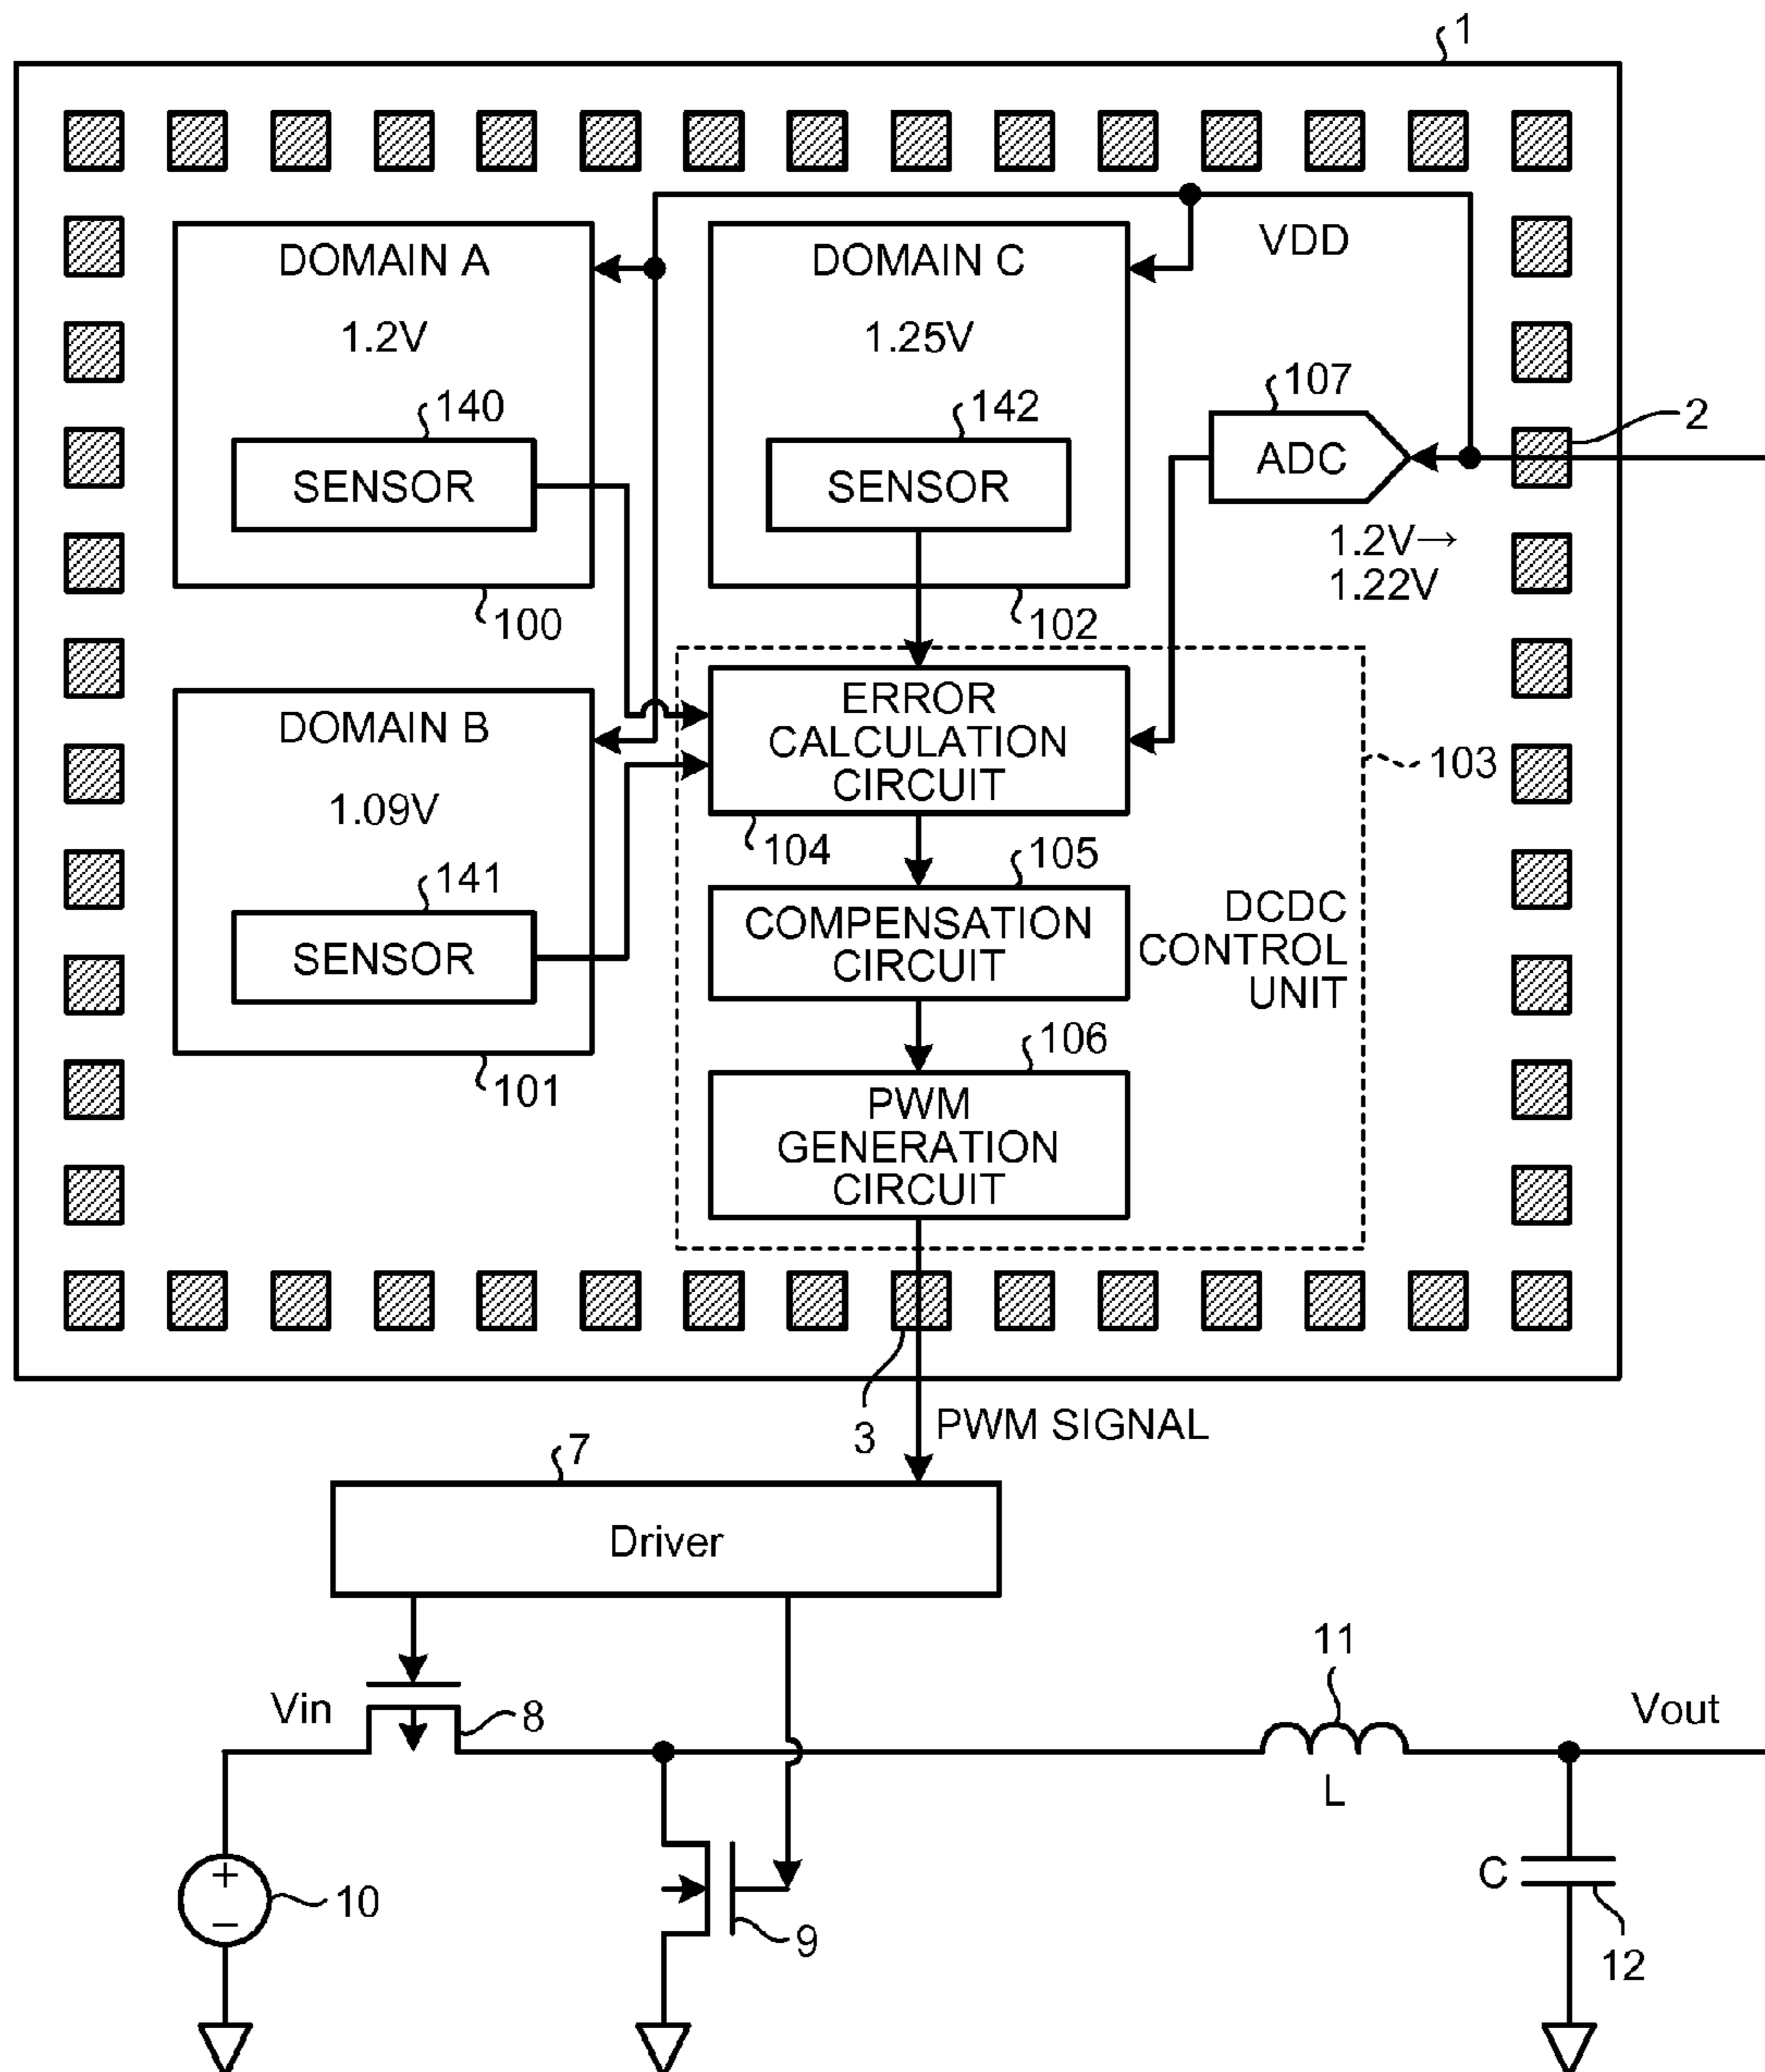 1
DOMAIN A
1.2V
140
SENSOR
100
DOMAIN C
1.25V
142
SENSOR
102
VDD
107
ADC
2
1.2V→
1.22V
DOMAIN B
1.09V
141
SENSOR
101
ERROR
CALCULATION
CIRCUIT
104
103
105
COMPENSATION
CIRCUIT
DCDC
CONTROL
UNIT
106
PWM
GENERATION
CIRCUIT
3
PWM SIGNAL
7
Driver
Vin
8
11
L
Vout
+
−
10
9
C
12